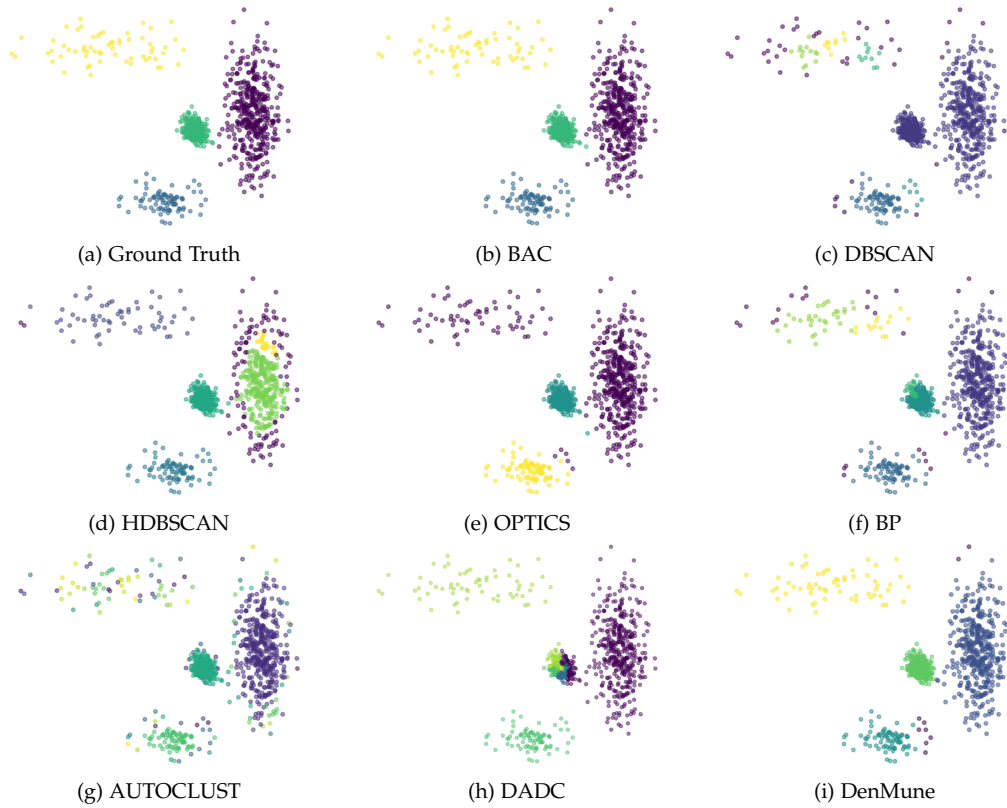 (a) Ground Truth
(b) BAC
(c) DBSCAN
(d) HDBSCAN
(e) OPTICS
(f) BP
(g) AUTOCLUST
(h) DADC
(i) DenMune